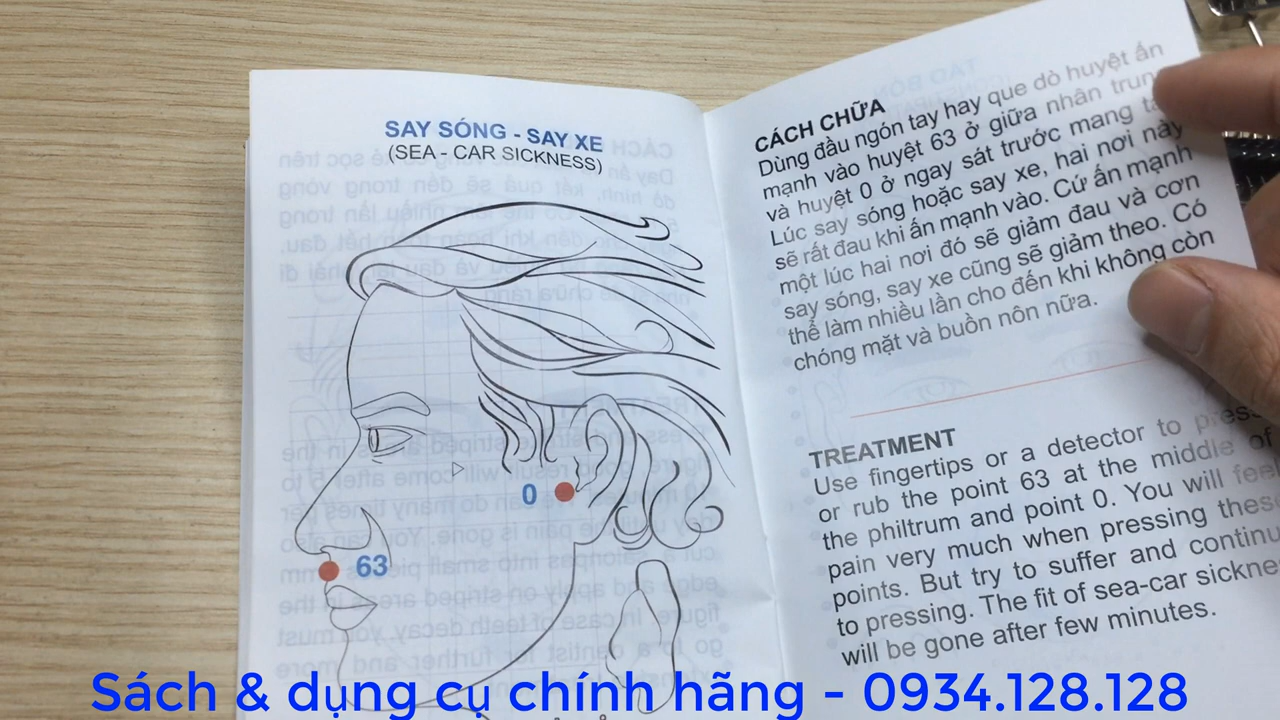 SAY SÓNG - SAY XE
(SEA - CAR SICKNESS)
0
63
CÁCH CHỮA
Dùng đầu ngón tay hay que dò huyệt ấn
mạnh vào huyệt 63 ở giữa nhân trung
và huyệt 0 ở ngay sát trước mang
Lúc say sóng hoặc say xe, hai nơi này
sẽ rất đau khi ấn mạnh vào. Cứ ấn mạnh
một lúc hai nơi đó sẽ giảm đau và cơn
say sóng, say xe cũng sẽ giảm theo. Có
thể làm nhiều lần cho đến khi không còn
chóng mặt và buồn nôn nữa.
TREATMENT
Use fingertips or a detector to press
or rub the point 63 at the middle of
the philtrum and point 0. You will feel
pain very much when pressing these
points. But try to suffer and continu
to pressing. The fit of sea-car sickne
will be gone after few minutes.
Sách & dụng cụ chính hãng - 0934.128.128